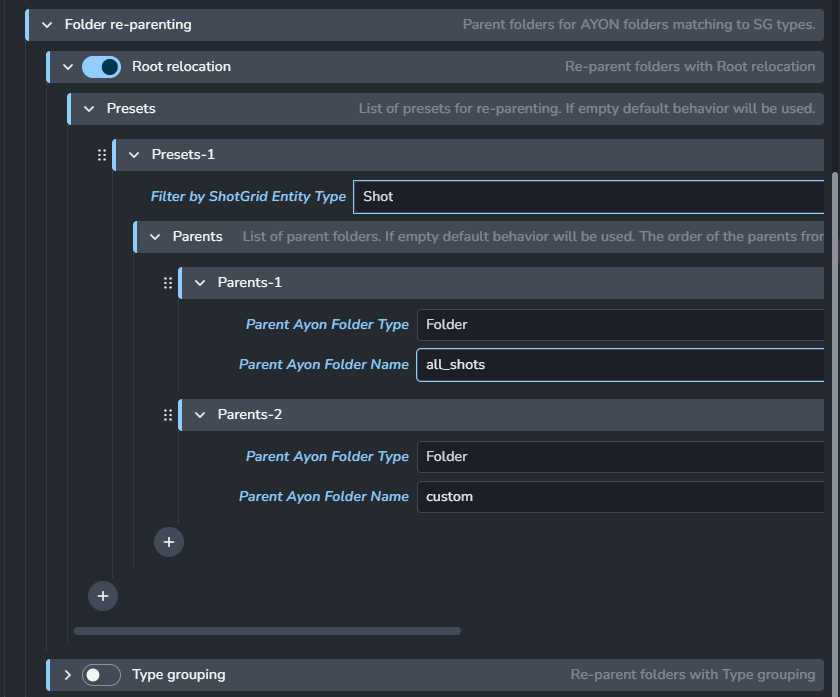 Folder re-parenting Parent folders for AYON folders matching to SG types.
Root relocation Re-parent folders with Root relocation
Presets List of presets for re-parenting. If empty default behavior will be used.
Presets-1
Filter by ShotGrid Entity Type Shot
Parents List of parent folders. If empty default behavior will be used. The order of the parents from
Parents-1
Parent Ayon Folder Type Folder
Parent Ayon Folder Name all_shots
Parents-2
Parent Ayon Folder Type Folder
Parent Ayon Folder Name custom
+
+
Type grouping Re-parent folders with Type grouping